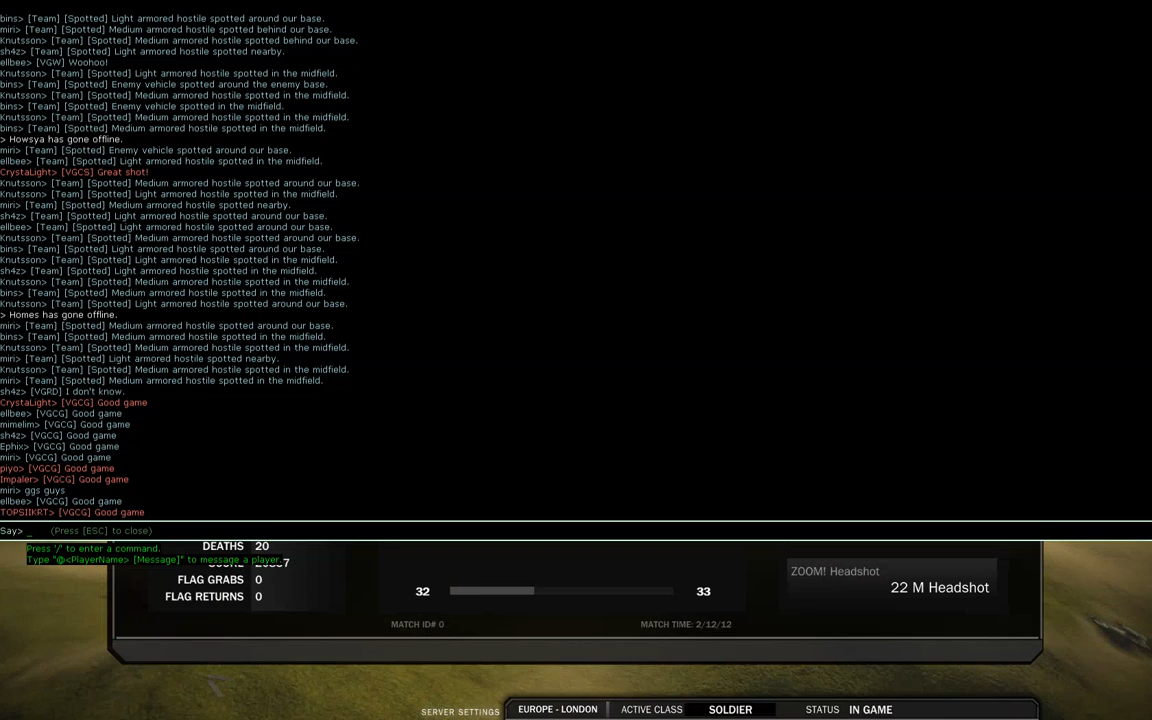 bins> [Team] [Spotted] Light armored hostile spotted around our base.
miri> [Team] [Spotted] Medium armored hostile spotted behind our base.
Knutsson> [Team] [Spotted] Medium armored hostile spotted behind our base.
sh4z> [Team] [Spotted] Light armored hostile spotted nearby.
ellbee> [VGW] Woohoo!
Knutsson> [Team] [Spotted] Light armored hostile spotted in the midfield.
bins> [Team] [Spotted] Enemy vehicle spotted around the enemy base.
Knutsson> [Team] [Spotted] Medium armored hostile spotted in the midfield.
bins> [Team] [Spotted] Enemy vehicle spotted in the midfield.
Knutsson> [Team] [Spotted] Medium armored hostile spotted in the midfield.
bins> [Team] [Spotted] Medium armored hostile spotted in the midfield.
> Howsya has gone offline.
miri> [Team] [Spotted] Enemy vehicle spotted around our base.
ellbee> [Team] [Spotted] Light armored hostile spotted in the midfield.
CrystaLight> [VGCS] Great shot!
Knutsson> [Team] [Spotted] Medium armored hostile spotted around our base.
Knutsson> [Team] [Spotted] Light armored hostile spotted in the midfield.
miri> [Team] [Spotted] Medium armored hostile spotted nearby.
sh4z> [Team] [Spotted] Light armored hostile spotted around our base.
ellbee> [Team] [Spotted] Light armored hostile spotted around our base.
Knutsson> [Team] [Spotted] Medium armored hostile spotted around our base.
bins> [Team] [Spotted] Light armored hostile spotted around our base.
Knutsson> [Team] [Spotted] Light armored hostile spotted in the midfield.
sh4z> [Team] [Spotted] Light armored hostile spotted in the midfield.
Knutsson> [Team] [Spotted] Medium armored hostile spotted in the midfield.
bins> [Team] [Spotted] Medium armored hostile spotted in the midfield.
Knutsson> [Team] [Spotted] Light armored hostile spotted around our base.
> Homes has gone offline.
miri> [Team] [Spotted] Medium armored hostile spotted around our base.
bins> [Team] [Spotted] Medium armored hostile spotted in the midfield.
Knutsson> [Team] [Spotted] Medium armored hostile spotted in the midfield.
miri> [Team] [Spotted] Light armored hostile spotted nearby.
Knutsson> [Team] [Spotted] Medium armored hostile spotted in the midfield.
miri> [Team] [Spotted] Medium armored hostile spotted in the midfield.
sh4z> [VGRD] I don't know.
CrystaLight> [VGCG] Good game
ellbee> [VGCG] Good game
mimelim> [VGCG] Good game
sh4z> [VGCG] Good game
Ephix> [VGCG] Good game
miri> [VGCG] Good game
piyo> [VGCG] Good game
Impaler> [VGCG] Good game
miri> ggs guys
ellbee> [VGCG] Good game
TOPSIIKRT> [VGCG] Good game
Say> _ (Press [ESC] to close)
Press '/' to enter a command.
Type "@<PlayerName> [Message]" to message a player.
DEATHS 20
FLAG GRABS 0
FLAG RETURNS 0
32 33
MATCH ID# 0 MATCH TIME: 2/12/12
ZOOM! Headshot
22 M Headshot
SERVER SETTINGS EUROPE - LONDON ACTIVE CLASS SOLDIER STATUS IN GAME